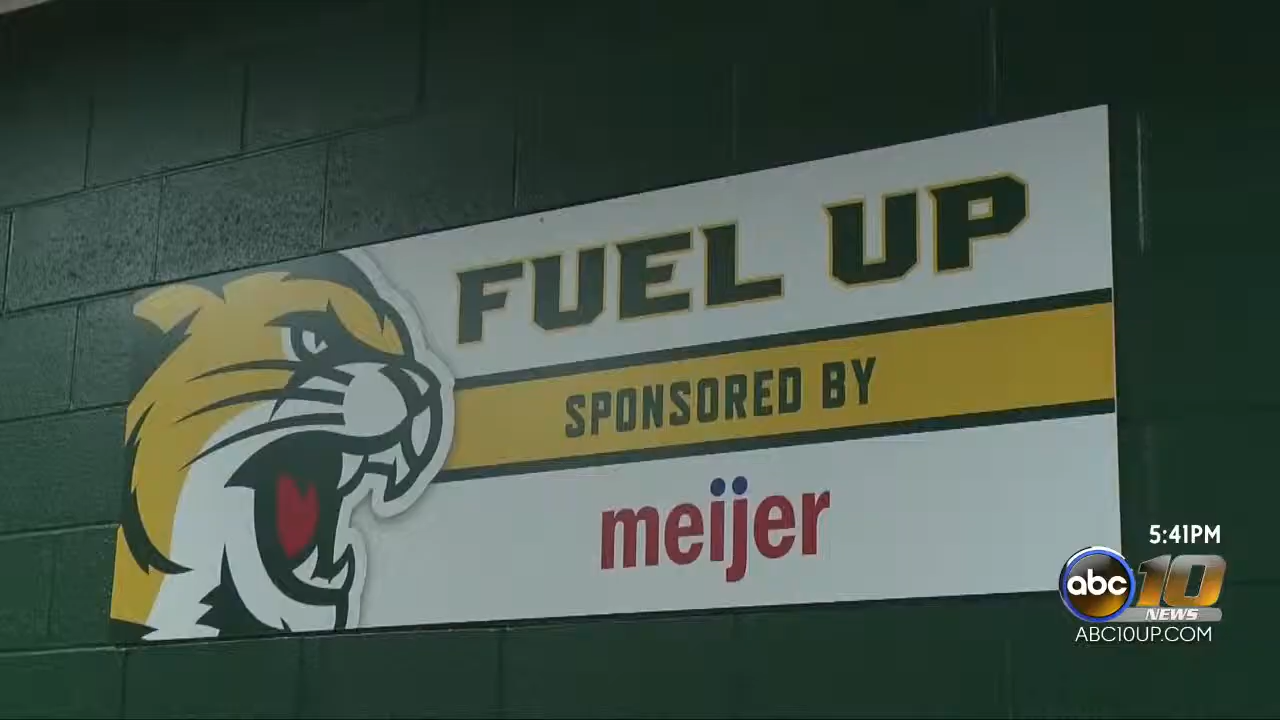 FUEL UP
SPONSORED BY
meijer
5:41PM
abc 10
NEWS
ABC10UP.COM